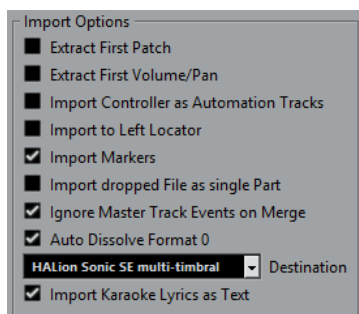 Import Options
Extract First Patch
Extract First Volume/Pan
Import Controller as Automation Tracks
Import to Left Locator
Import Markers
Import dropped File as single Part
Ignore Master Track Events on Merge
Auto Dissolve Format 0
HALion Sonic SE multi-timbral Destination
Import Karaoke Lyrics as Text